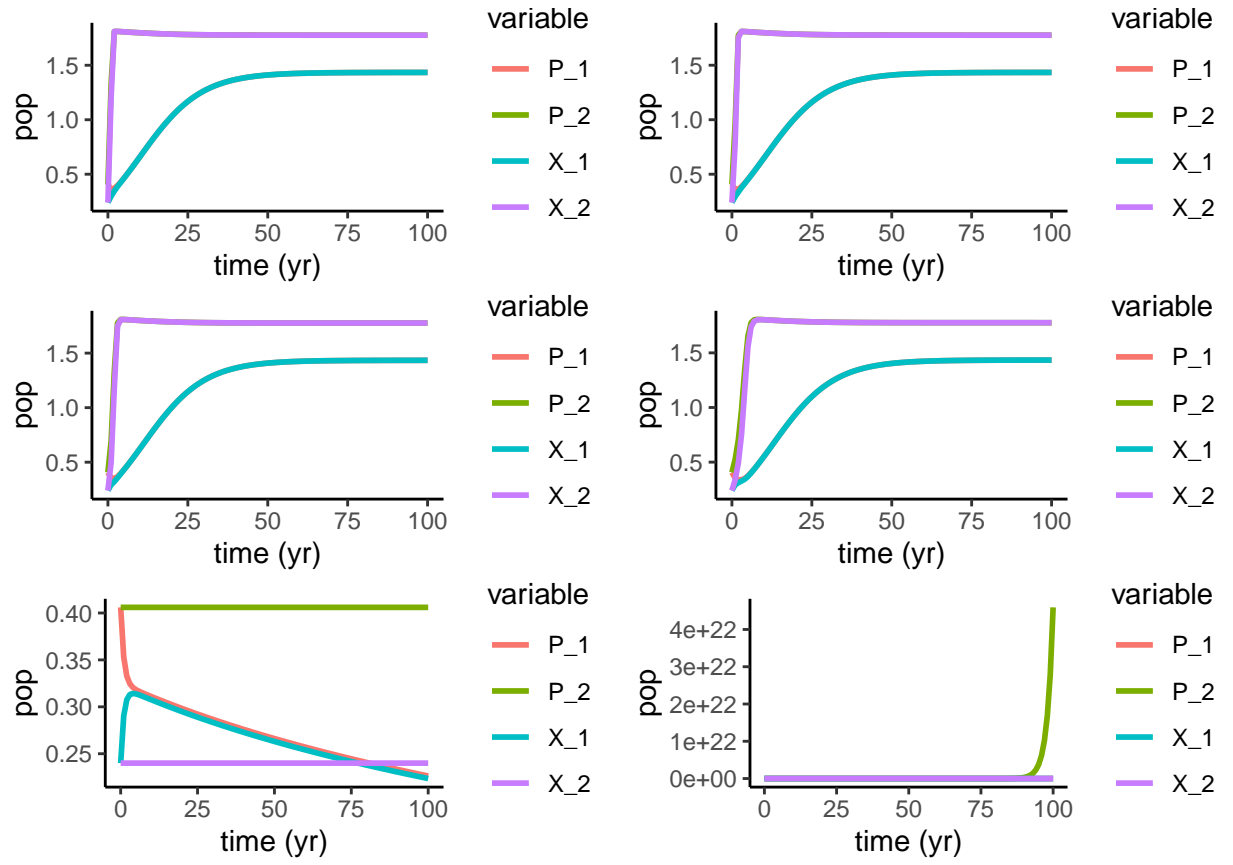 variable
pop
1.5
1.0
0.5
P_1
P_2
X_1
X_2
0 25 50 75 100
time (yr)
variable
pop
1.5
1.0
0.5
P_1
P_2
X_1
X_2
0 25 50 75 100
time (yr)
variable
pop
1.5
1.0
0.5
P_1
P_2
X_1
X_2
0 25 50 75 100
time (yr)
variable
pop
1.5
1.0
0.5
P_1
P_2
X_1
X_2
0 25 50 75 100
time (yr)
variable
pop
0.40
0.35
0.30
0.25
P_1
P_2
X_1
X_2
0 25 50 75 100
time (yr)
variable
pop
4e+22
3e+22
2e+22
1e+22
0e+00
P_1
P_2
X_1
X_2
0 25 50 75 100
time (yr)